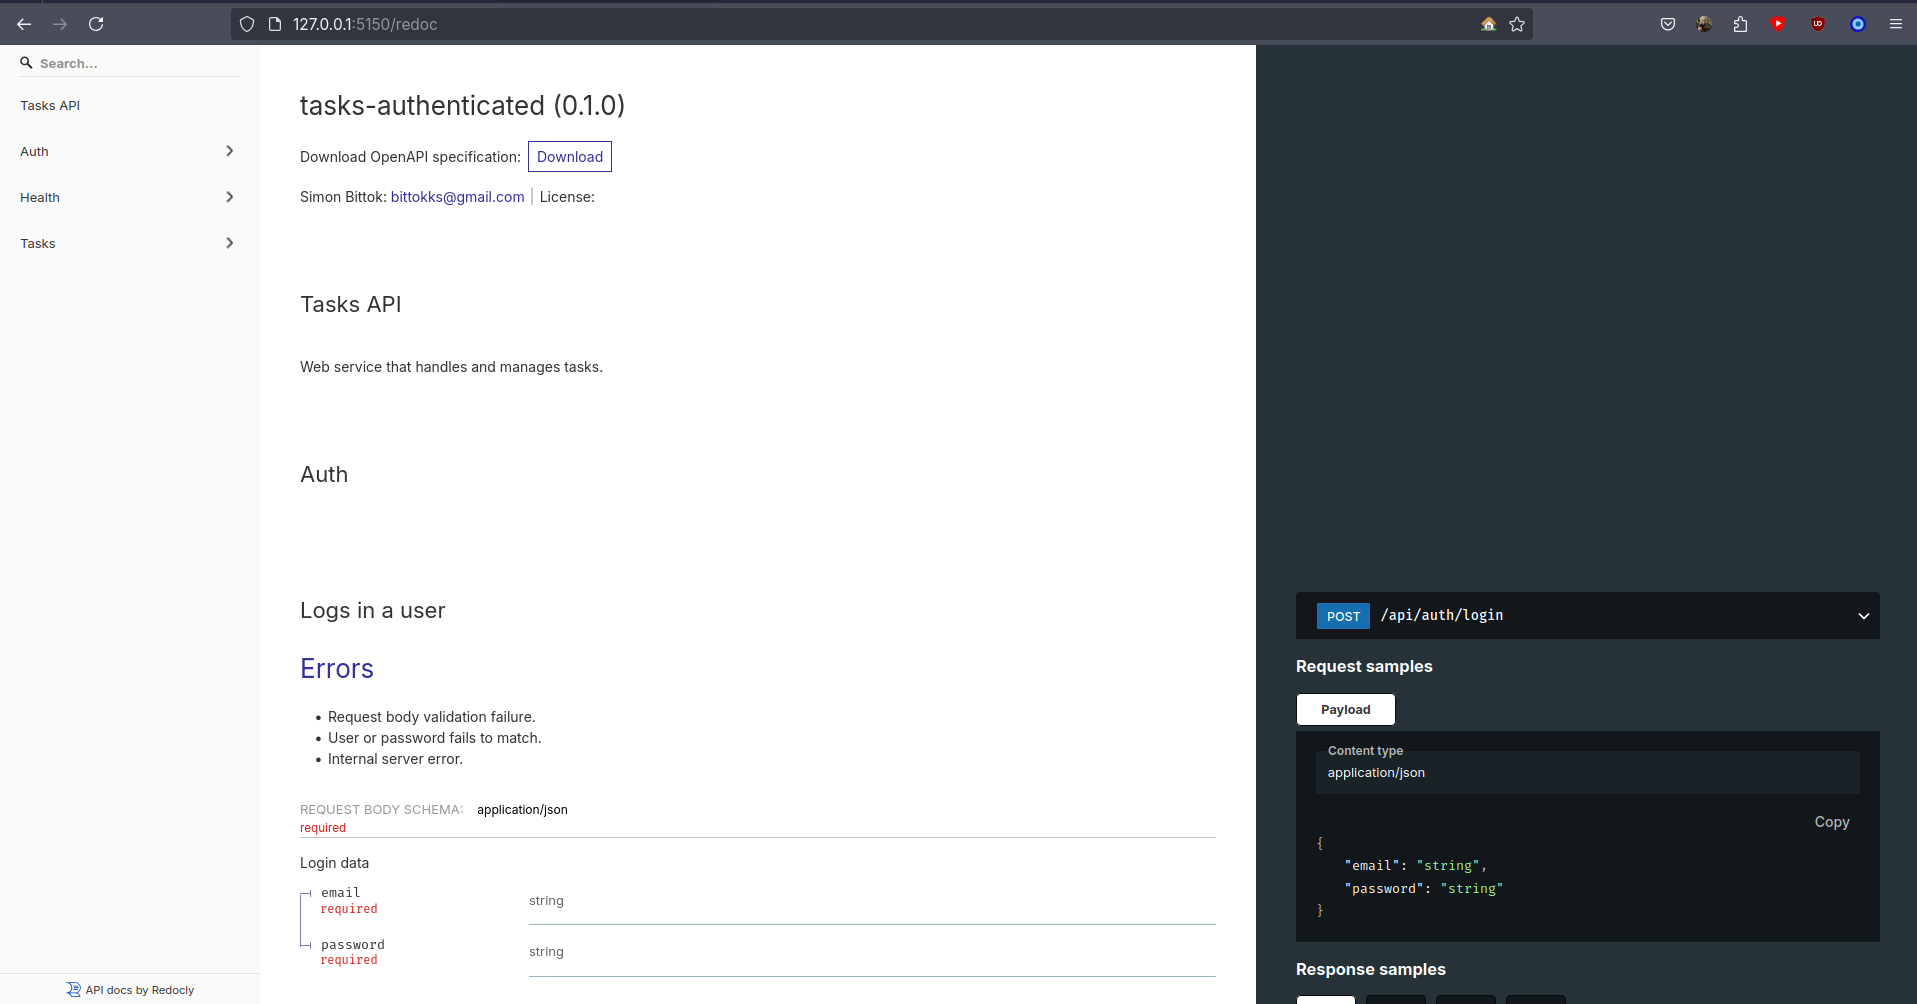 127.0.0.1:5150/redoc
Search...
Tasks API
Auth
Health
Tasks
API docs by Redocly
tasks-authenticated (0.1.0)
Download OpenAPI specification: Download
Simon Bittok: bittokks@gmail.com | License:
Tasks API
Web service that handles and manages tasks.
Auth
Logs in a user
Errors
• Request body validation failure.
• User or password fails to match.
• Internal server error.
REQUEST BODY SCHEMA: application/json
required
Login data
email
required
string
password
required
string
POST /api/auth/login
Request samples
Payload
Content type
application/json
Copy
{
"email": "string",
"password": "string"
}
Response samples